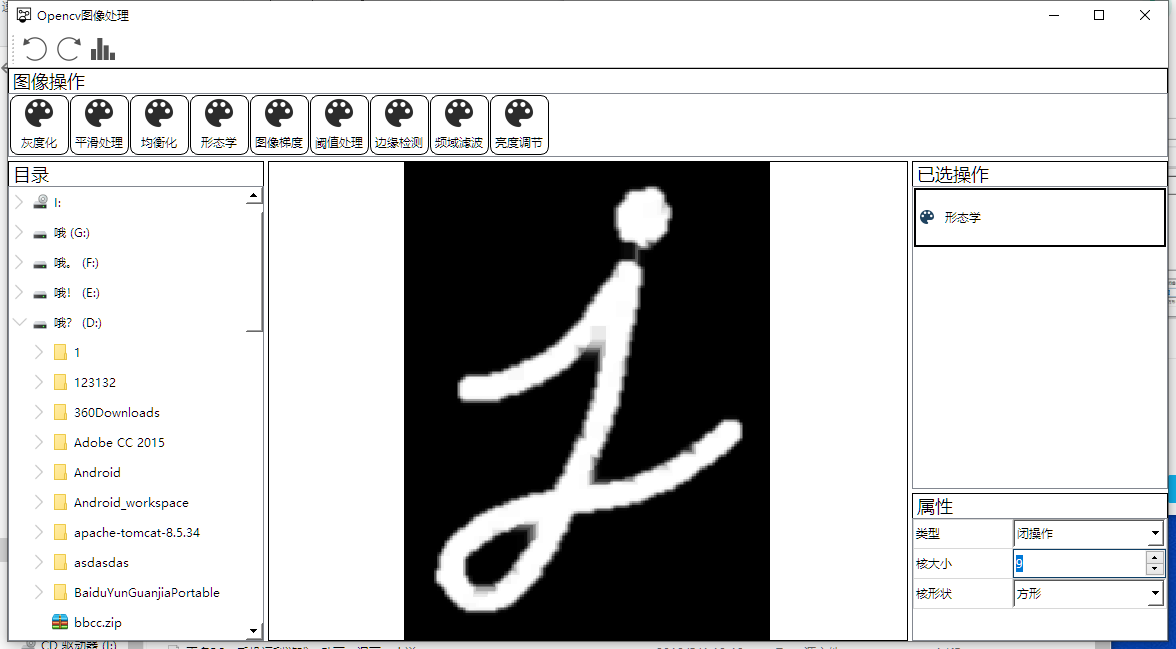 Opencv图像处理
图像操作
灰度化 平滑处理 均衡化 形态学 图像梯度 阈值处理 边缘检测 频域滤波 亮度调节
目录
I:
哦 (G:)
哦。 (F:)
哦! (E:)
哦? (D:)
1
123132
360Downloads
Adobe CC 2015
Android
Android_workspace
apache-tomcat-8.5.34
asdasdas
BaiduYunGuanjiaPortable
bbcc.zip
已选操作
形态学
属性
类型 闭操作
核大小 9
核形状 方形